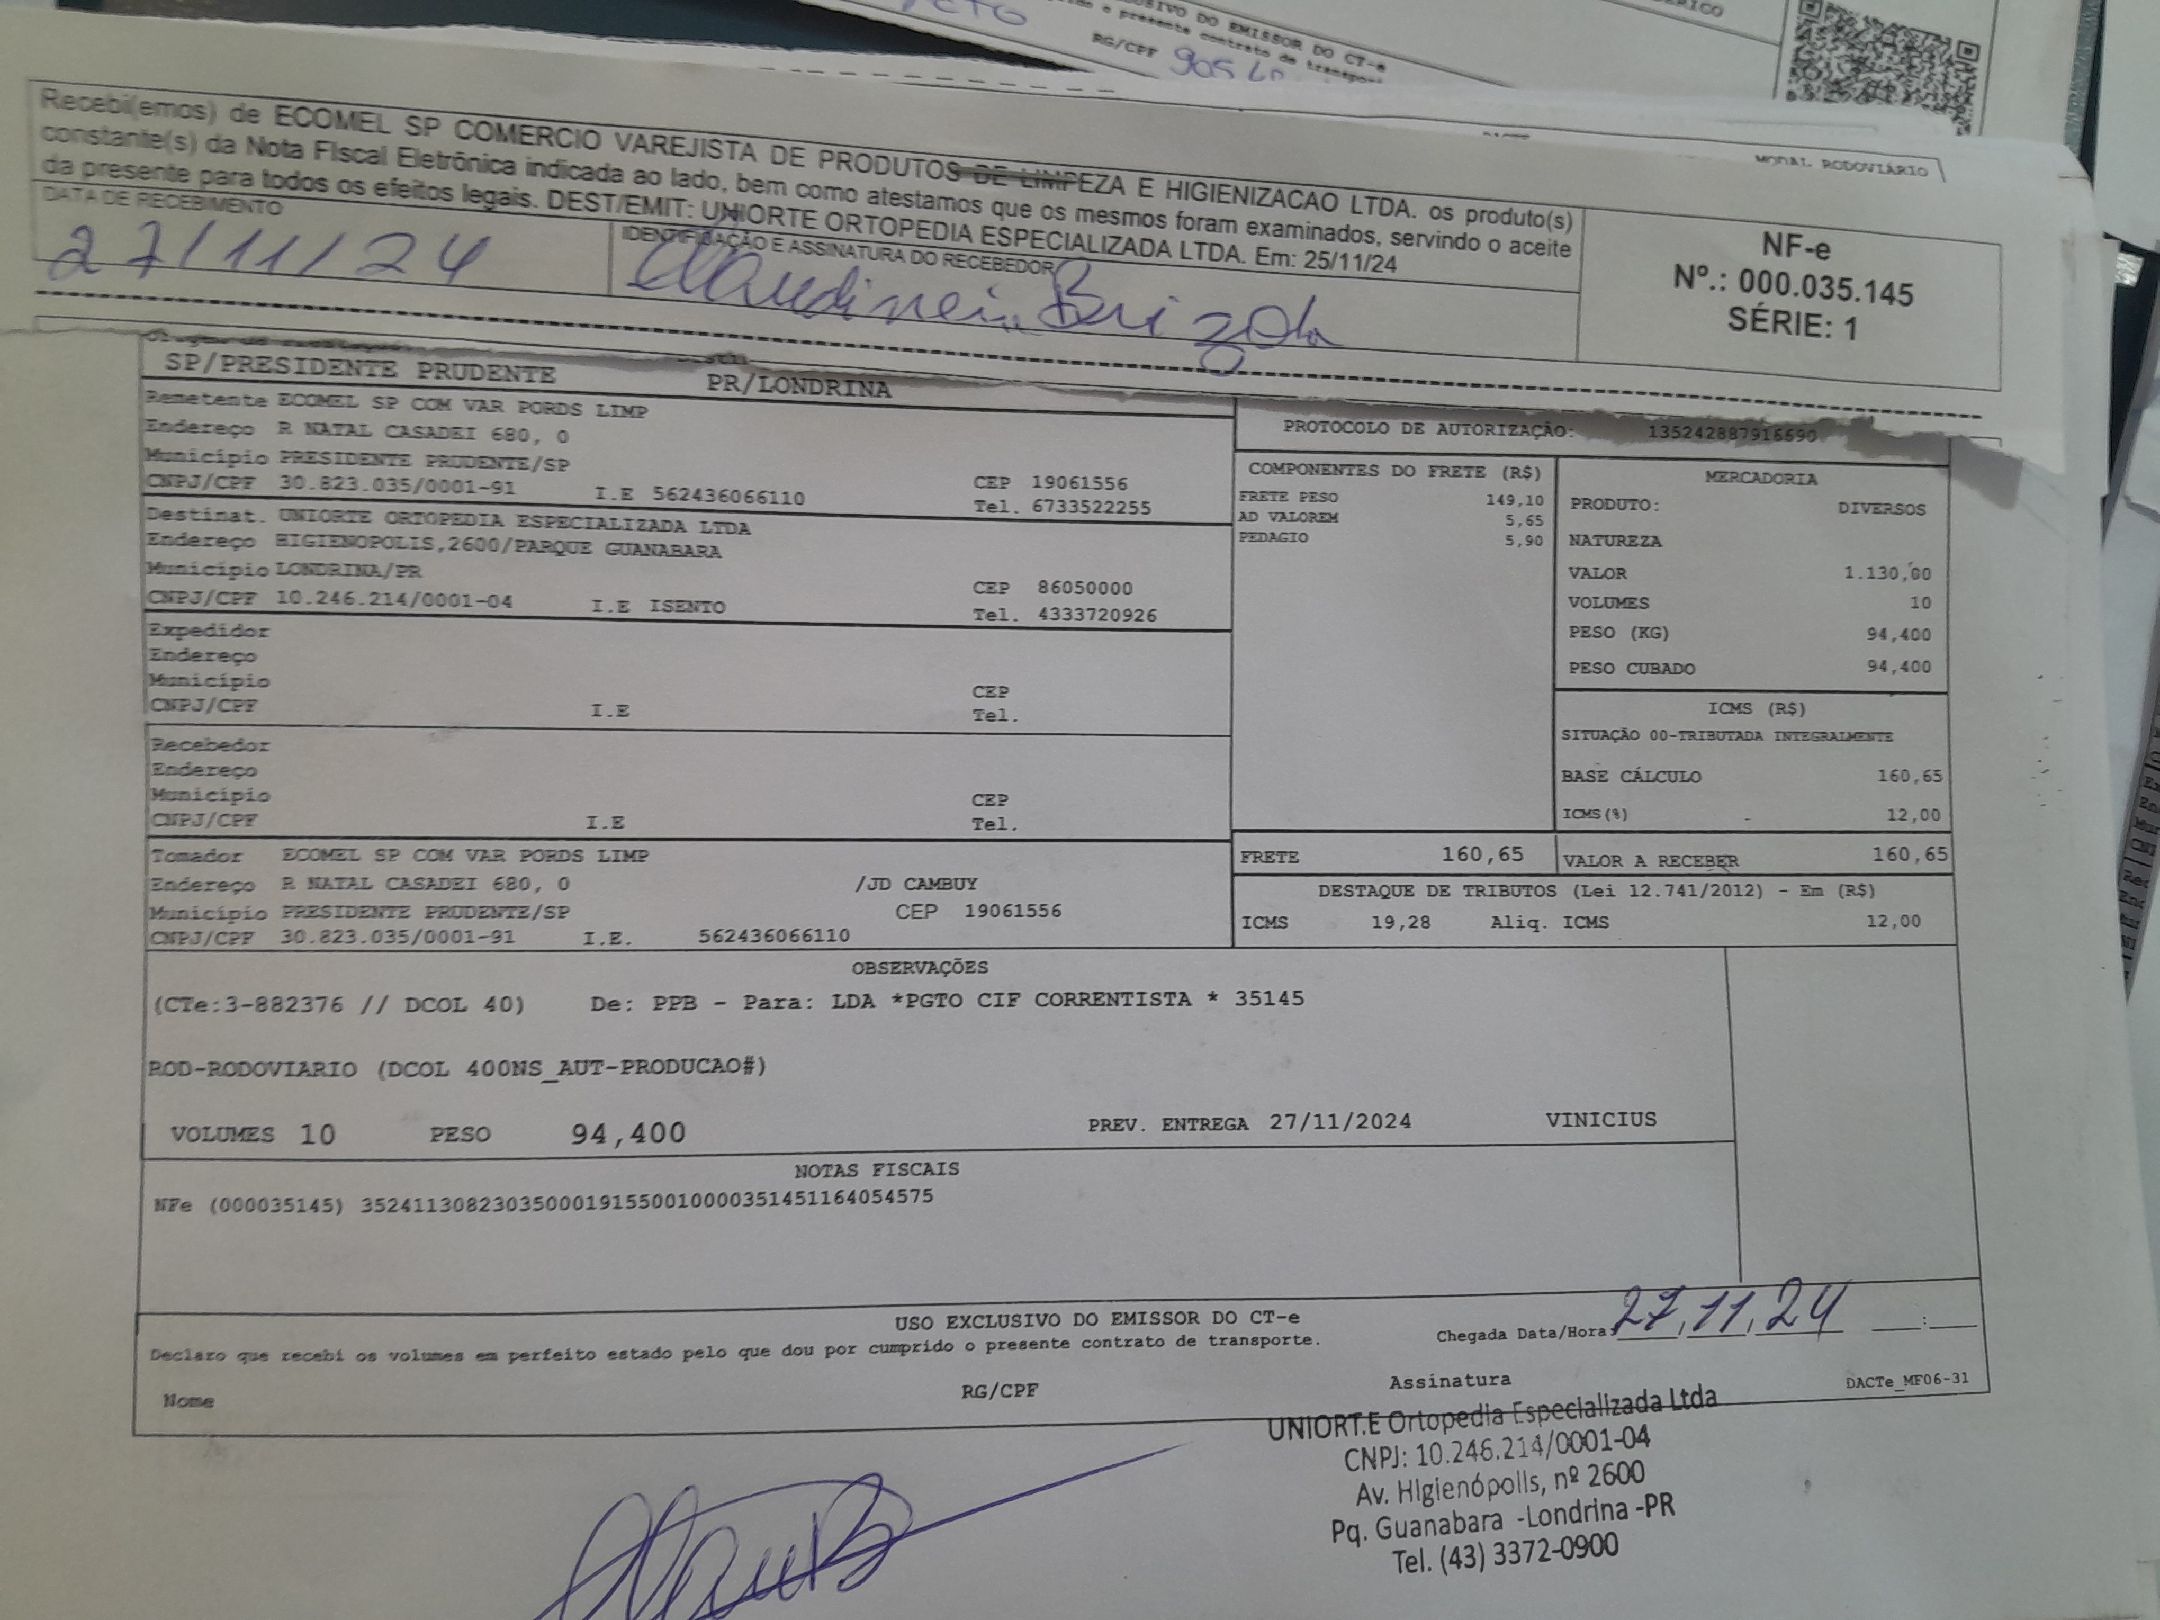 USIVO DO EMISSOR DO CT-e
o presente contrato de transpor
RG/CPF
MODAL RODOVIÁRIO
Recebi(emos) de ECOMEL SP COMERCIO VAREJISTA DE PRODUTOS DE LIMPEZA E HIGIENIZACAO LTDA. os produto(s)
constante(s) da Nota Fiscal Eletrônica indicada ao lado, bem como atestamos que os mesmos foram examinados, servindo o aceite
da presente para todos os efeitos legais. DEST/EMIT: UNIORTE ORTOPEDIA ESPECIALIZADA LTDA. Em: 25/11/24
DATA DE RECEBIMENTO
27/11/24
IDENTIFICAÇÃO E ASSINATURA DO RECEBEDOR
Claudinei Brizola
NF-e
Nº.: 000.035.145
SÉRIE: 1
SP/PRESIDENTE PRUDENTE PR/LONDRINA
Remetente ECOMEL SP COM VAR PORDS LIMP
Endereço R NATAL CASADEI 680, 0
Município PRESIDENTE PRUDENTE/SP CEP 19061556
CNPJ/CPF 30.823.035/0001-91 I.E 562436066110 Tel. 6733522255
Destinat. UNIORTE ORTOPEDIA ESPECIALIZADA LTDA
Endereço HIGIENOPOLIS,2600/PARQUE GUANABARA
Município LONDRINA/PR CEP 86050000
CNPJ/CPF 10.246.214/0001-04 I.E ISENTO Tel. 4333720926
Expedidor
Endereço
Município CEP
CNPJ/CPF I.E Tel.
Recebedor
Endereço
Município CEP
CNPJ/CPF I.E Tel.
Tomador ECOMEL SP COM VAR PORDS LIMP
Endereço R NATAL CASADEI 680, 0 /JD CAMBUY
Município PRESIDENTE PRUDENTE/SP CEP 19061556
CNPJ/CPF 30.823.035/0001-91 I.E. 562436066110
PROTOCOLO DE AUTORIZAÇÃO: 135242887916690
COMPONENTES DO FRETE (R$)
FRETE PESO 149,10
AD VALOREM 5,65
PEDAGIO 5,90
MERCADORIA
PRODUTO: DIVERSOS
NATUREZA
VALOR 1.130,00
VOLUMES 10
PESO (KG) 94,400
PESO CUBADO 94,400
ICMS (R$)
SITUAÇÃO 00-TRIBUTADA INTEGRALMENTE
BASE CÁLCULO 160,65
ICMS(%) 12,00
FRETE 160,65 VALOR A RECEBER 160,65
DESTAQUE DE TRIBUTOS (Lei 12.741/2012) - Em (R$)
ICMS 19,28 Aliq. ICMS 12,00
OBSERVAÇÕES
(CTe:3-882376 // DCOL 40) De: PPB - Para: LDA *PGTO CIF CORRENTISTA * 35145
ROD-RODOVIARIO (DCOL 400NS_AUT-PRODUCAO#)
VOLUMES 10 PESO 94,400 PREV. ENTREGA 27/11/2024 VINICIUS
NOTAS FISCAIS
NFe (000035145) 35241130823035000191550010000351451164054575
USO EXCLUSIVO DO EMISSOR DO CT-e
Declaro que recebi os volumes em perfeito estado pelo que dou por cumprido o presente contrato de transporte.
Chegada Data/Hora: 27/11/24 __:__
Nome RG/CPF Assinatura DACTe_MF06-31
UNIORT.E Ortopedia Especializada Ltda
CNPJ: 10.246.214/0001-04
Av. Higienópolis, nº 2600
Pq. Guanabara -Londrina -PR
Tel. (43) 3372-0900